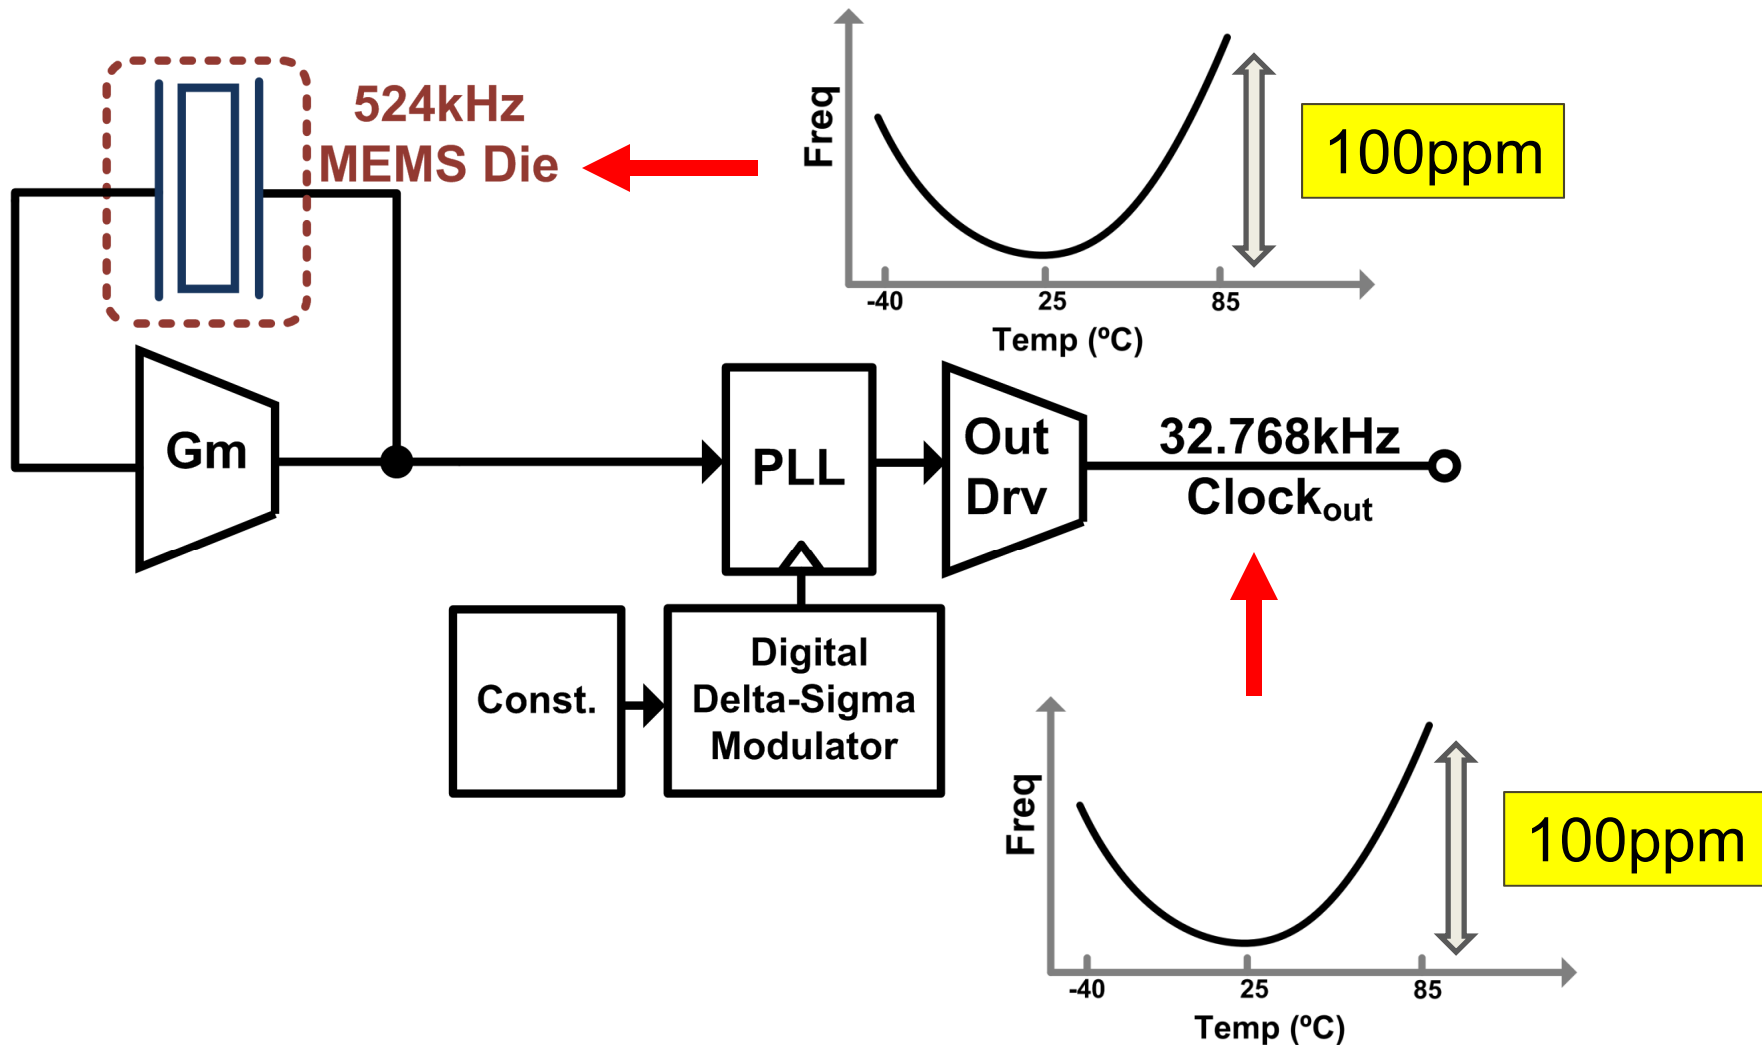 524kHz
MEMS Die
Freq
100ppm
-40
25
85
Temp (ºC)
Gm
PLL
Out
Drv
32.768kHz
Clockout
Const.
Digital
Delta-Sigma
Modulator
Freq
100ppm
-40
25
85
Temp (ºC)